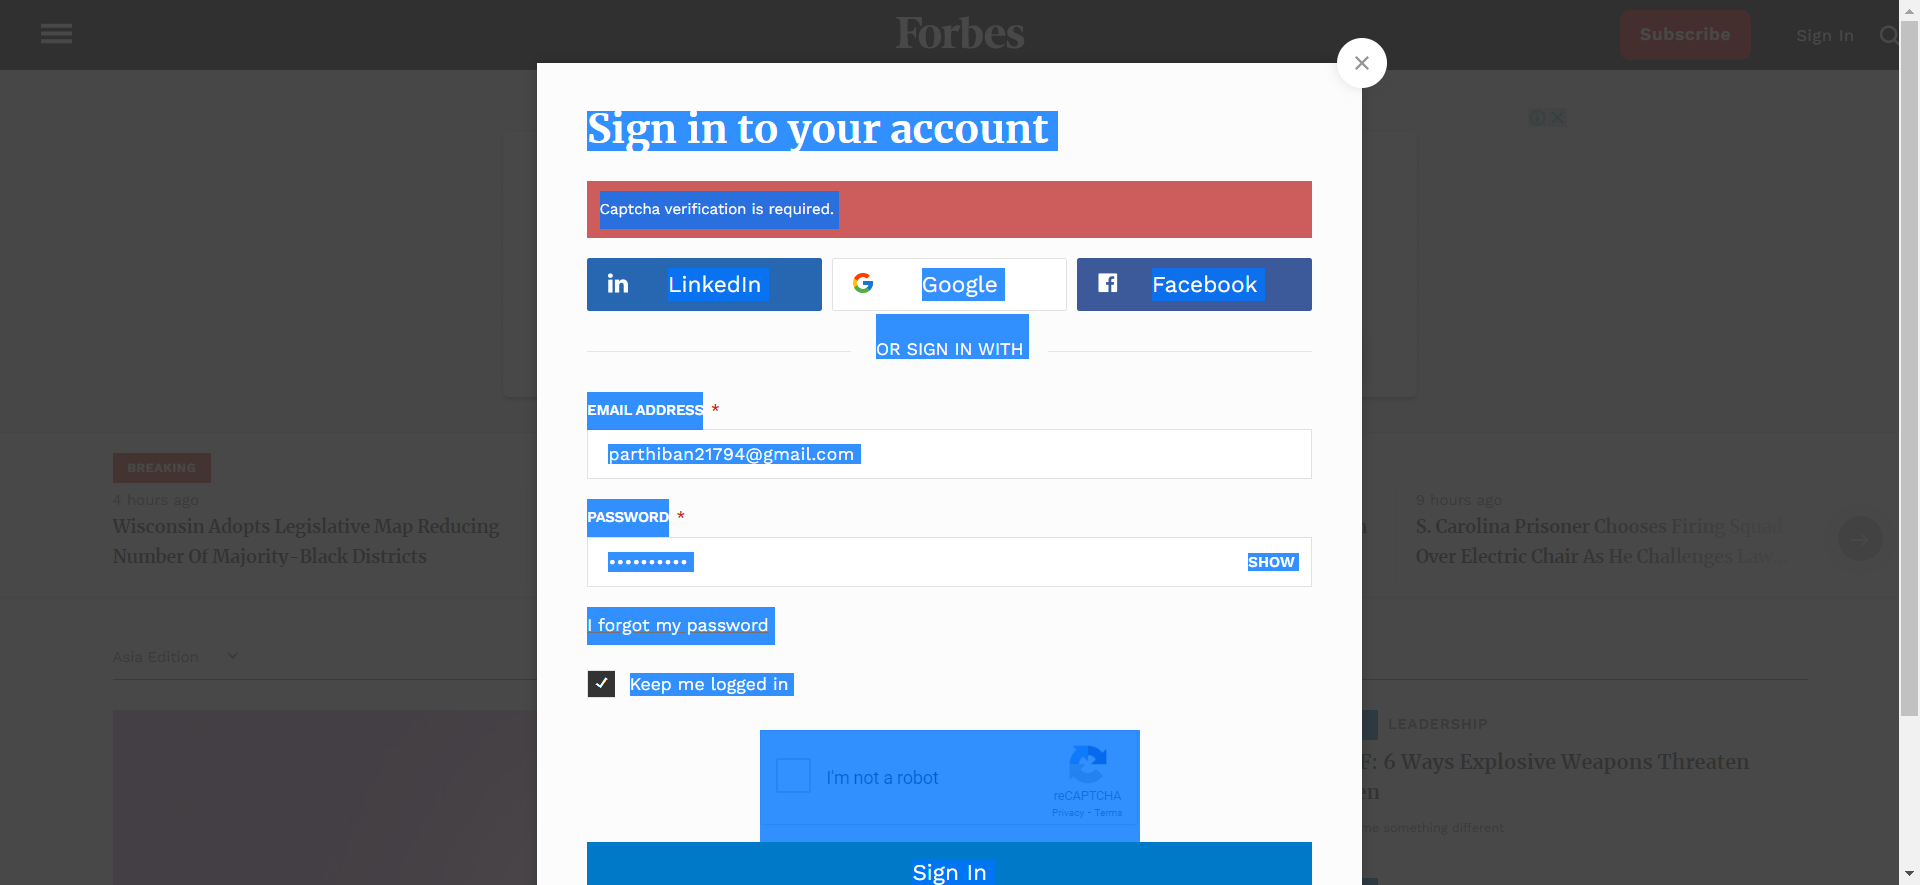 Forbes
Subscribe
Sign In
Sign in to your account
Captcha verification is required.
LinkedIn
Google
Facebook
OR SIGN IN WITH
EMAIL ADDRESS *
parthiban21794@gmail.com
PASSWORD *
••••••••••
SHOW
I forgot my password
Keep me logged in
I'm not a robot
reCAPTCHA
Privacy - Terms
Sign In
BREAKING
4 hours ago
Wisconsin Adopts Legislative Map Reducing
Number Of Majority-Black Districts
9 hours ago
S. Carolina Prisoner Chooses Firing Squad
Over Electric Chair As He Challenges Law...
Asia Edition
LEADERSHIP
F: 6 Ways Explosive Weapons Threaten
en
me something different